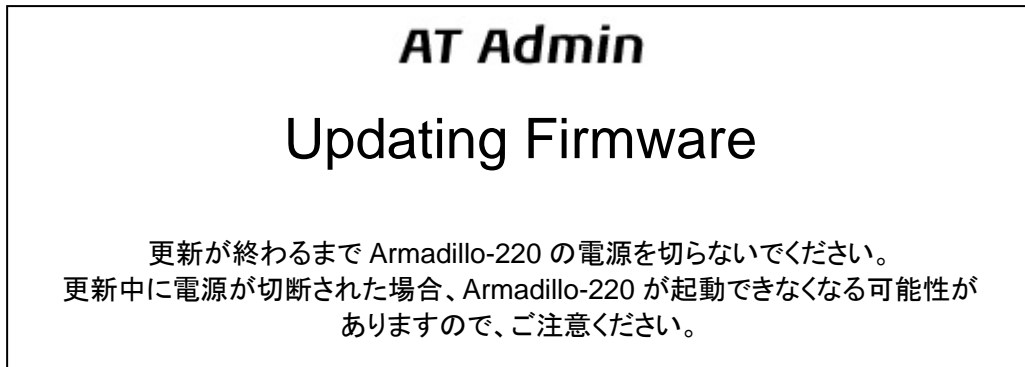 AT Admin
Updating Firmware
更新が終わるまで Armadillo-220 の電源を切らないでください。
更新中に電源が切断された場合、Armadillo-220 が起動できなくなる可能性が
ありますので、ご注意ください。